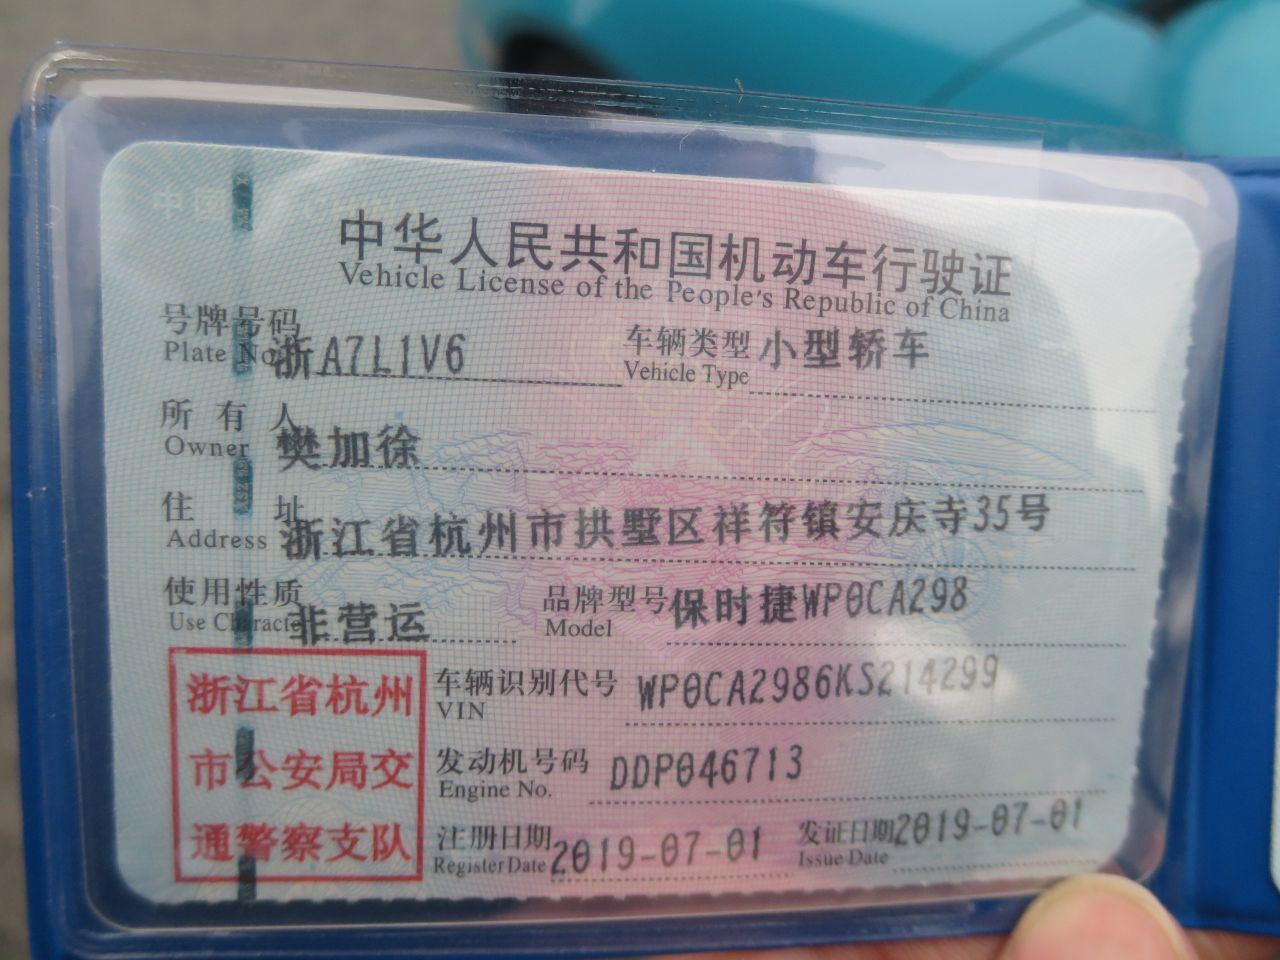 中华人民共和国机动车行驶证
Vehicle License of the People's Republic of China
号牌号码 浙A7L1V6 车辆类型 小型轿车
Plate No. Vehicle Type
所有人 樊加徐
Owner
住址 浙江省杭州市拱墅区祥符镇安庆寺35号
Address
使用性质 非营运 品牌型号 保时捷WP0CA298
Use Characte Model
浙江省杭州
市公安局交
通警察支队
车辆识别代号 WP0CA2986KS214299
VIN
发动机号码 DDP046713
Engine No.
注册日期 2019-07-01 发证日期 2019-07-01
Register Date Issue Date